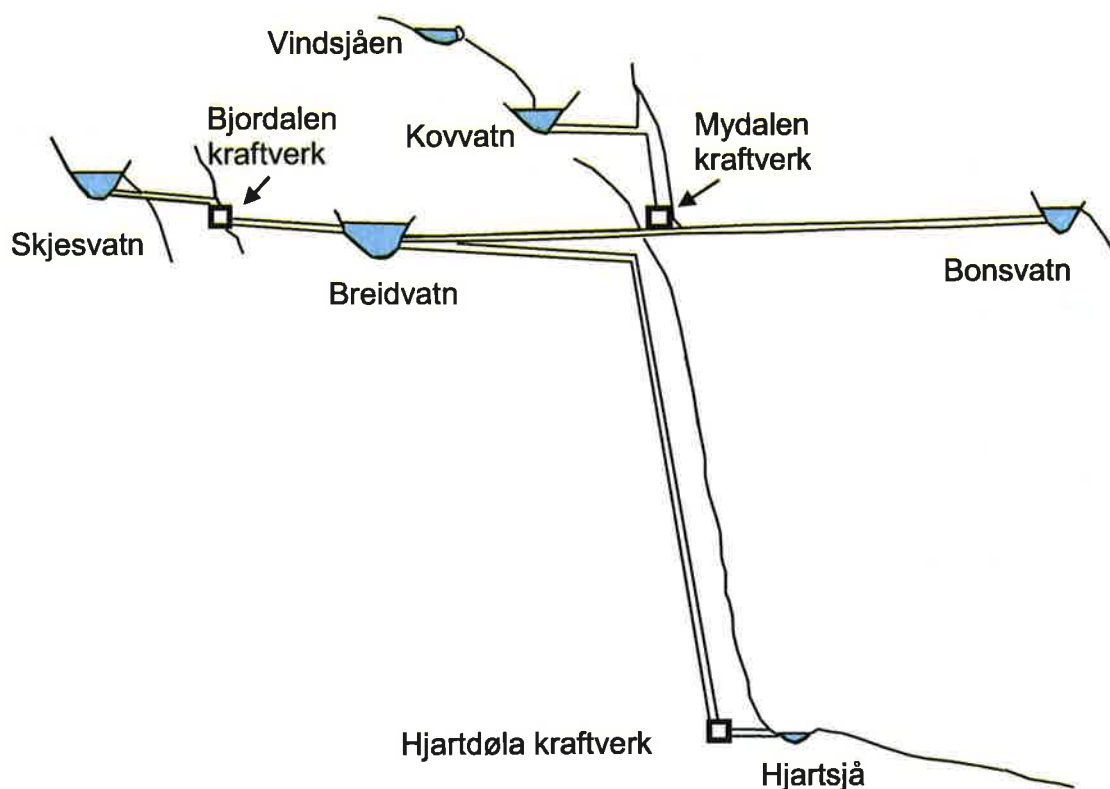 Vindsjåen
Bjordalen
kraftverk
Kovvatn
Mydalen
kraftverk
Skjesvatn
Breidvatn
Bonsvatn
Hjartdøla kraftverk
Hjartsjå